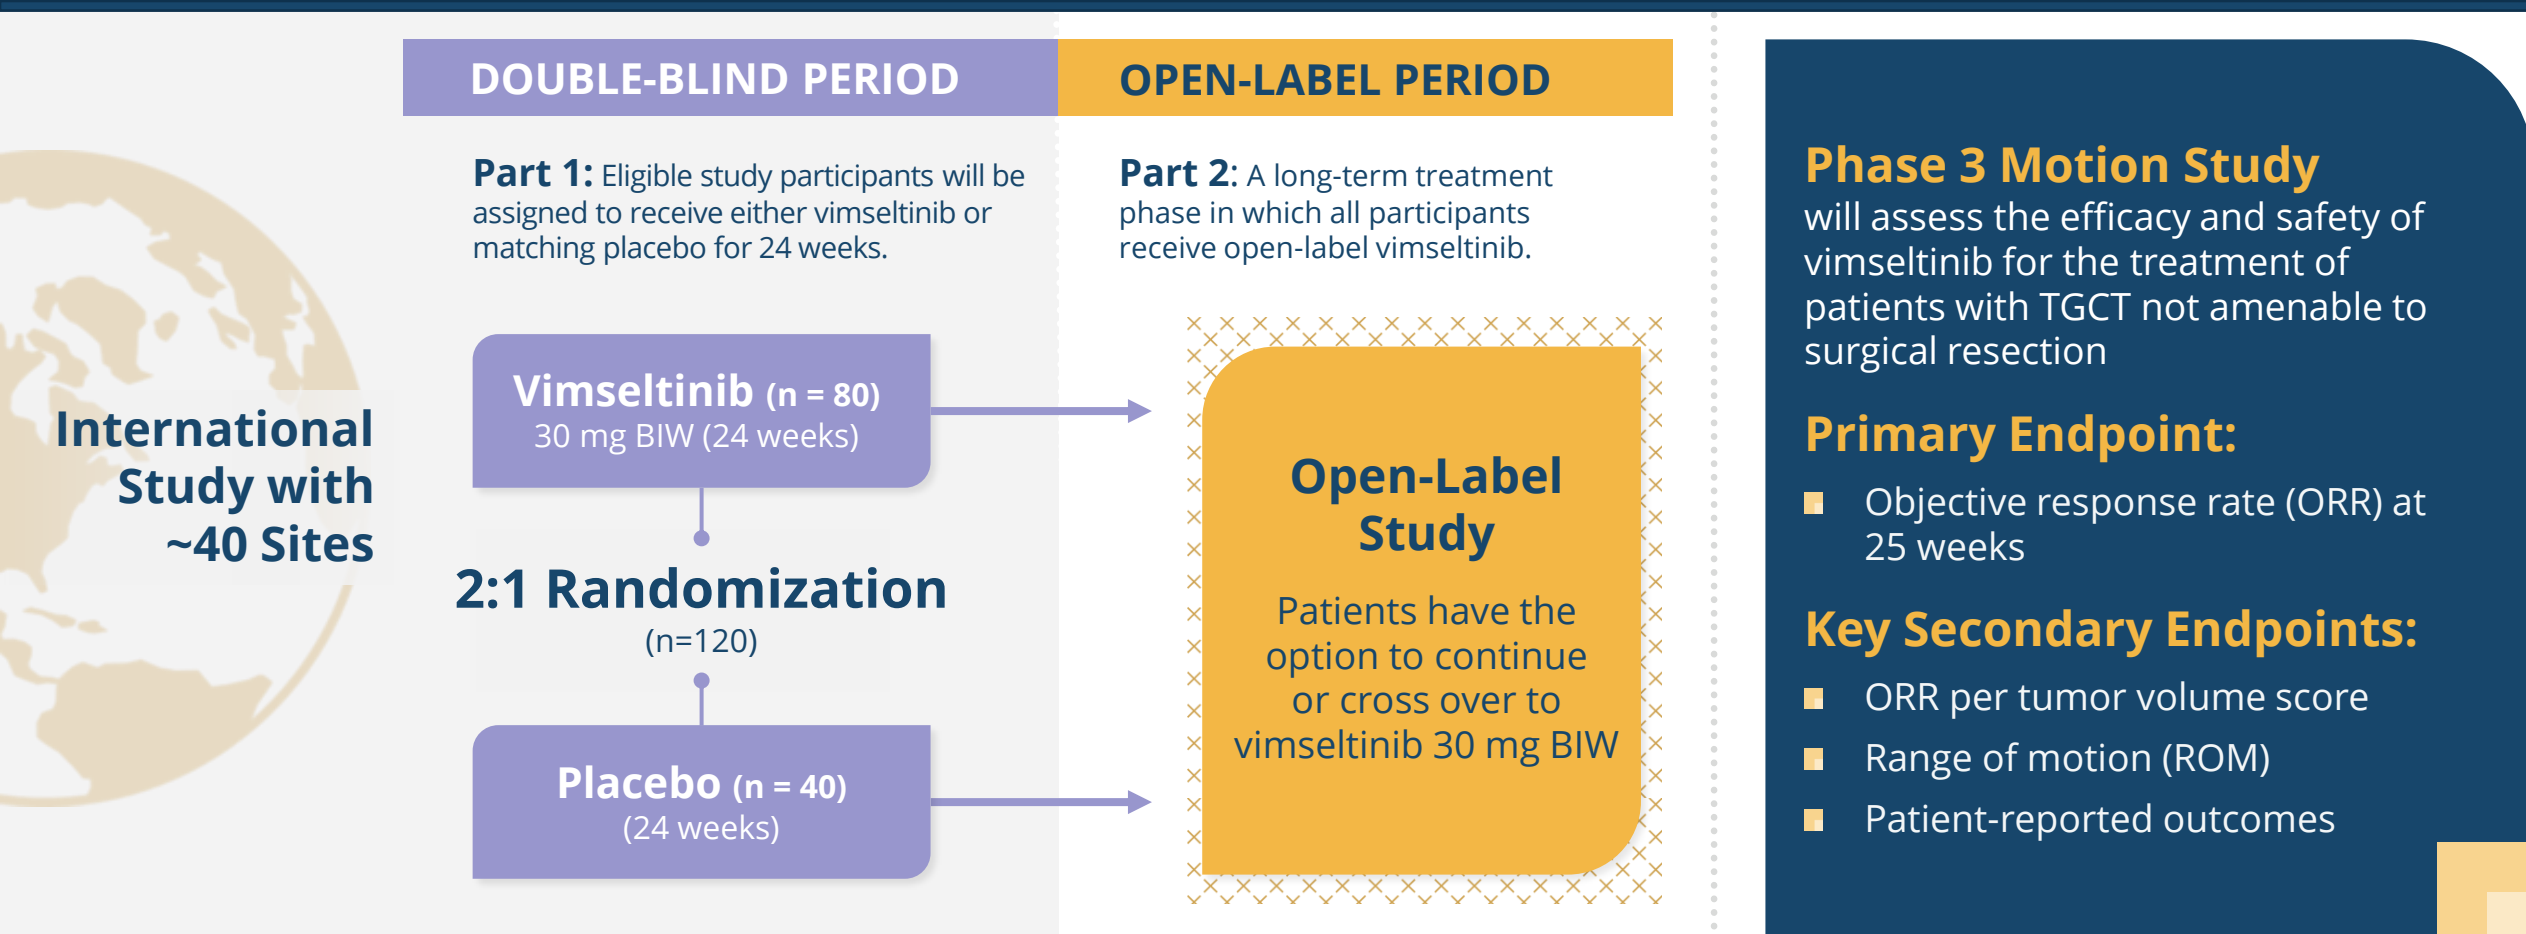 International
Study with
~40 Sites
DOUBLE-BLIND PERIOD
Part 1: Eligible study participants will be
assigned to receive either vimseltinib or
matching placebo for 24 weeks.
Vimseltinib (n = 80)
30 mg BIW (24 weeks)
2:1 Randomization
(n=120)
Placebo (n = 40)
(24 weeks)
OPEN-LABEL PERIOD
Part 2: A long-term treatment
phase in which all participants
receive open-label vimseltinib.
Open-Label
Study
Patients have the
option to continue
or cross over to
vimseltinib 30 mg BIW
Phase 3 Motion Study
will assess the efficacy and safety of
vimseltinib for the treatment of
patients with TGCT not amenable to
surgical resection
Primary Endpoint:
Objective response rate (ORR) at
25 weeks
Key Secondary Endpoints:
ORR per tumor volume score
Range of motion (ROM)
Patient-reported outcomes